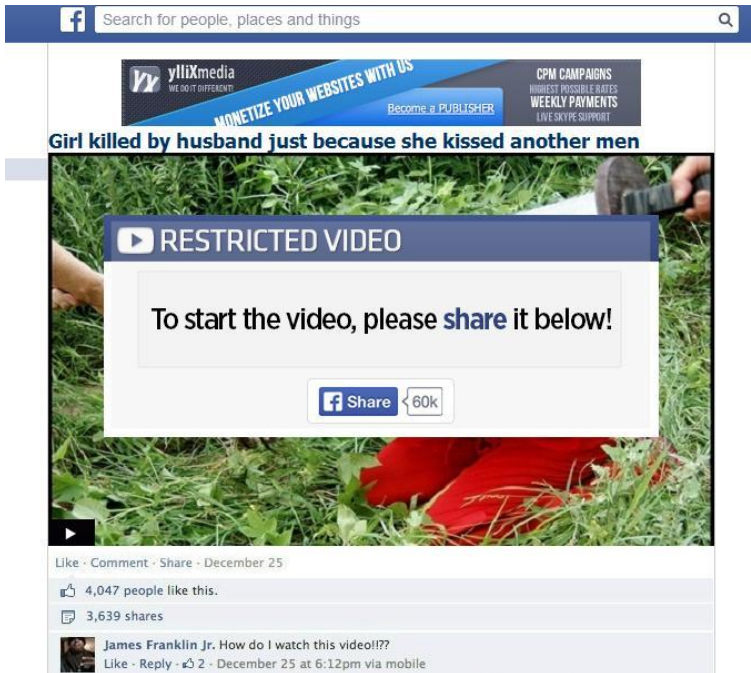 f Search for people, places and things
yllixmedia
WE DO IT DIFFERENT!
MONETIZE YOUR WEBSITES WITH US
Become a PUBLISHER
CPM CAMPAIGNS
HIGHEST POSSIBLE RATES
WEEKLY PAYMENTS
LIVE SKYPE SUPPORT
Girl killed by husband just because she kissed another men
RESTRICTED VIDEO
To start the video, please share it below!
f Share 60k
Like · Comment · Share · December 25
4,047 people like this.
3,639 shares
James Franklin Jr. How do I watch this video!!??
Like · Reply · 2 · December 25 at 6:12pm via mobile